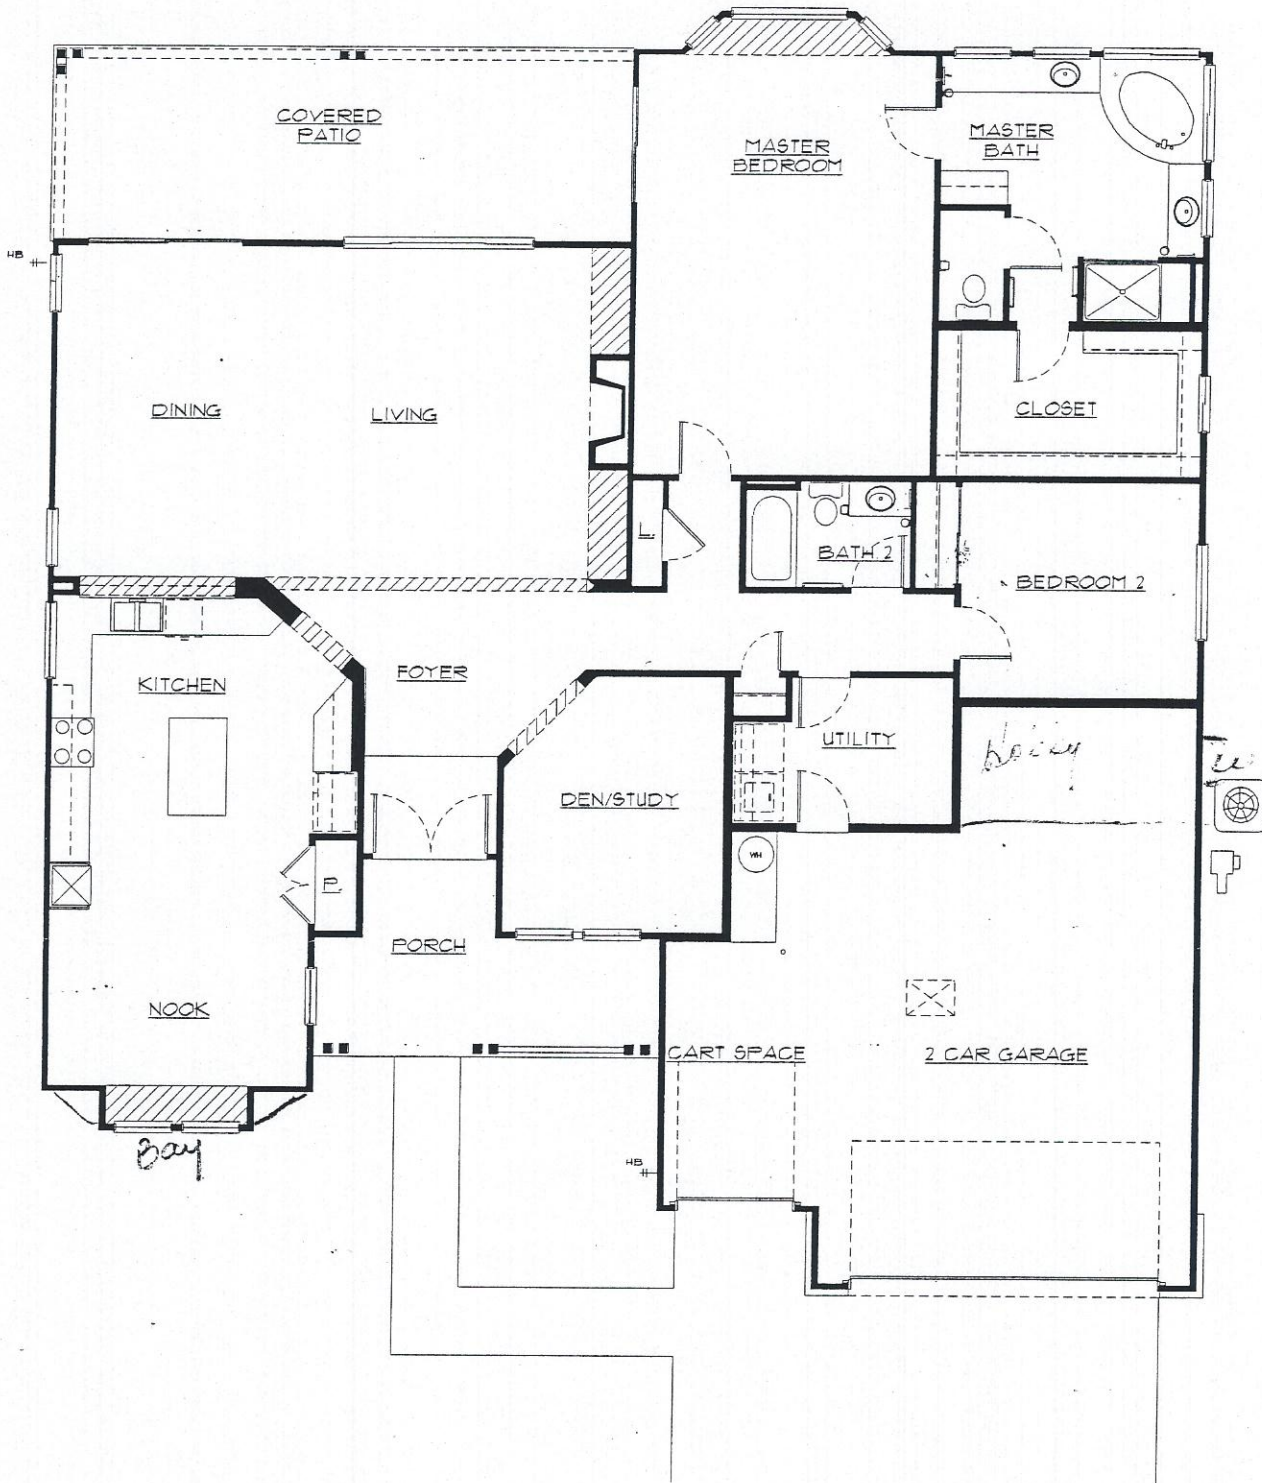 COVERED
PATIO
MASTER
BEDROOM
MASTER
BATH
HB
DINING
LIVING
CLOSET
L.
BATH 2
BEDROOM 2
KITCHEN
FOYER
UTILITY
DEN/STUDY
WH
P.
PORCH
NOOK
CART SPACE
2 CAR GARAGE
Bay
HB